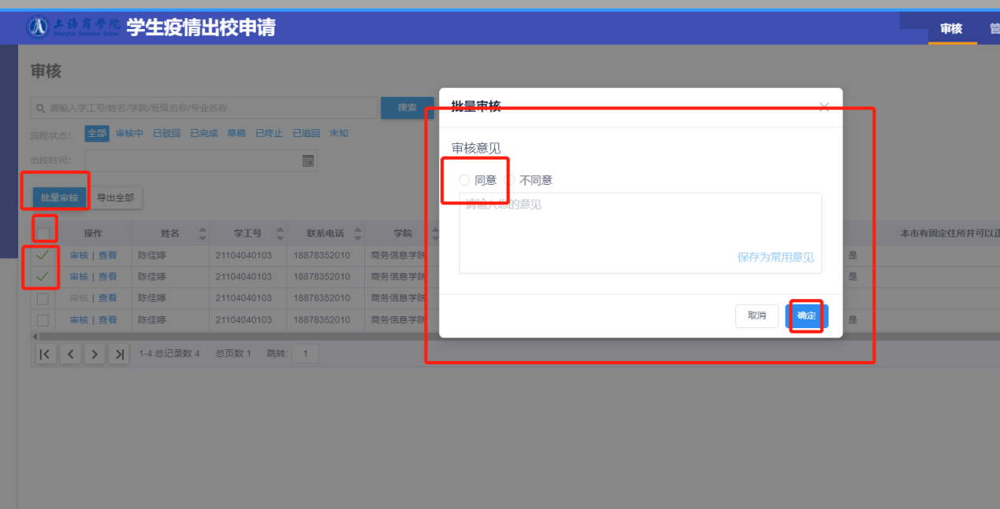 上海商学院 学生疫情出校申请 审核
Shanghai Business School
审核
请输入学工号/姓名/学院/班级名称/专业名称 搜索
流程状态: 全部 审核中 已驳回 已完成 草稿 已终止 已追回 未知
出校时间:
批量审核 导出全部
操作 姓名 学工号 联系电话 学院 本市有固定住所并可以正
审核 | 查看 陈佳婷 21104040103 18878352010 商务信息学院 是
审核 | 查看 陈佳婷 21104040103 18878352010 商务信息学院 是
审核 | 查看 陈佳婷 21104040103 18878352010 商务信息学院
审核 | 查看 陈佳婷 21104040103 18878352010 商务信息学院 是
1-4 总记录数 4 总页数 1 跳转: 1
批量审核
审核意见
同意 不同意
请输入您的意见
保存为常用意见
取消 确定